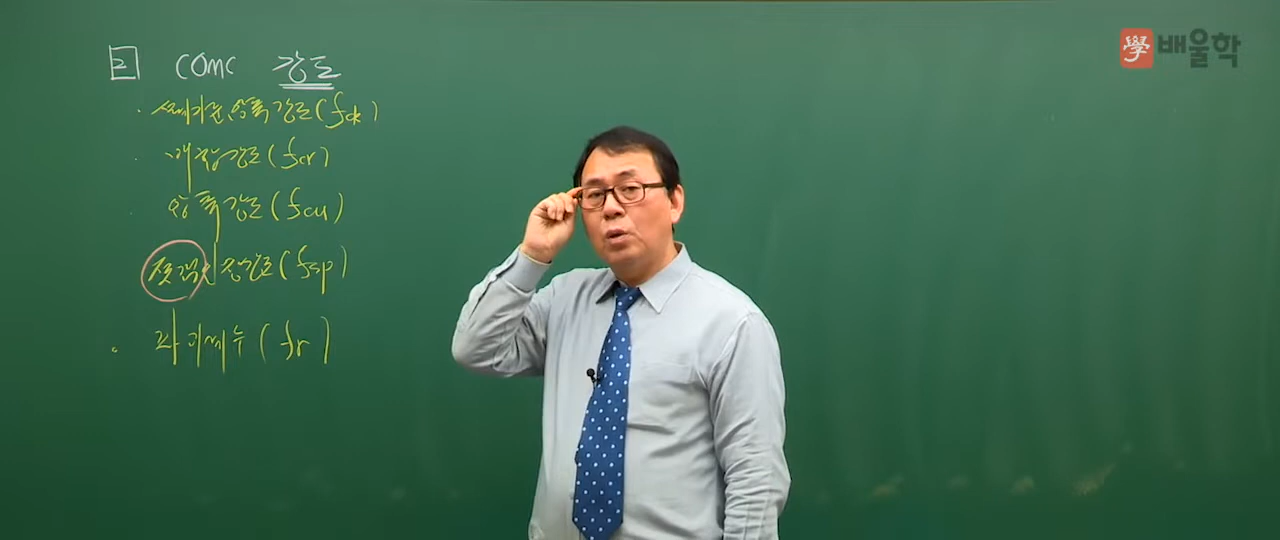 2 CONC 강도
· 설계기준 압축강도(fck)
· 배합강도(fcr)
· 압축강도(fcu)
쪼갬인장강도(fsp)
· 파괴계수(fr)
學 배울학